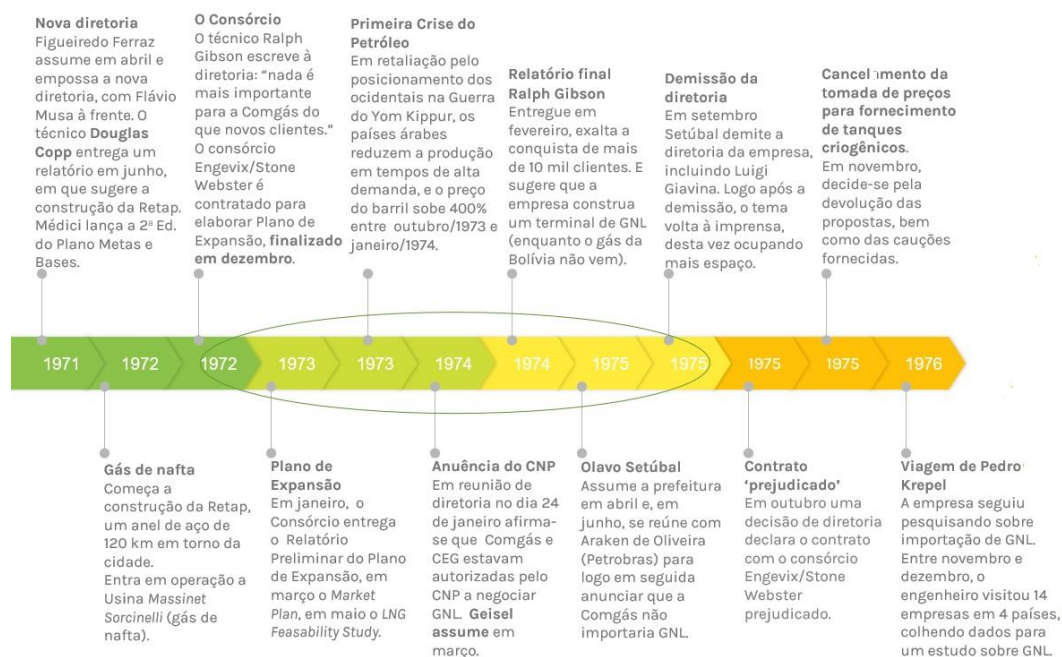 Nova diretoria
Figueiredo Ferraz
assume em abril e
empossa a nova
diretoria, com Flávio
Musa à frente. O
técnico Douglas
Copp entrega um
relatório em junho,
em que sugere a
construção da Retap.
Médici lança a 2ª Ed.
do Plano Metas e
Bases.
O Consórcio
O técnico Ralph
Gibson escreve à
diretoria: “nada é
mais importante
para a Comgás do
que novos clientes.”
O consórcio
Engevix/Stone
Webster é
contratado para
elaborar Plano de
Expansão, finalizado
em dezembro.
Primeira Crise do
Petróleo
Em retaliação pelo
posicionamento dos
ocidentais na Guerra
do Yom Kippur, os
países árabes
reduzem a produção
em tempos de alta
demanda, e o preço
do barril sobe 400%
entre outubro/1973 e
janeiro/1974.
Relatório final
Ralph Gibson
Entregue em
fevereiro, exalta a
conquista de mais
de 10 mil clientes. E
sugere que a
empresa construa
um terminal de GNL
(enquanto o gás da
Bolívia não vem).
Demissão da
diretoria
Em setembro
Setúbal demite a
diretoria da empresa,
incluindo Luigi
Giavina. Logo após a
demissão, o tema
volta à imprensa,
desta vez ocupando
mais espaço.
Cancelamento da
tomada de preços
para fornecimento
de tanques
criogênicos.
Em novembro,
decide-se pela
devolução das
propostas, bem
como das cauções
fornecidas.
1971 1972 1972 1973 1973 1974 1974 1975 1975 1975 1975 1976
Gás de nafta
Começa a
construção da Retap,
um anel de aço de
120 km em torno da
cidade.
Entra em operação a
Usina Massinet
Sorcinelli (gás de
nafta).
Plano de
Expansão
Em janeiro, o
Consórcio entrega
o Relatório
Preliminar do Plano
de Expansão, em
março o Market
Plan, em maio o LNG
Feasability Study.
Anuência do CNP
Em reunião de
diretoria no dia 24
de janeiro afirma-
se que Comgás e
CEG estavam
autorizadas pelo
CNP a negociar
GNL. Geisel
assume em
março.
Olavo Setúbal
Assume a prefeitura
em abril e, em
junho, se reúne com
Araken de Oliveira
(Petrobras) para
logo em seguida
anunciar que a
Comgás não
importaria GNL.
Contrato
‘prejudicado’
Em outubro uma
decisão de diretoria
declara o contrato
com o consórcio
Engevix/Stone
Webster
prejudicado.
Viagem de Pedro
Krepel
A empresa seguiu
pesquisando sobre
importação de GNL.
Entre novembro e
dezembro, o
engenheiro visitou 14
empresas em 4 países,
colhendo dados para
um estudo sobre GNL.